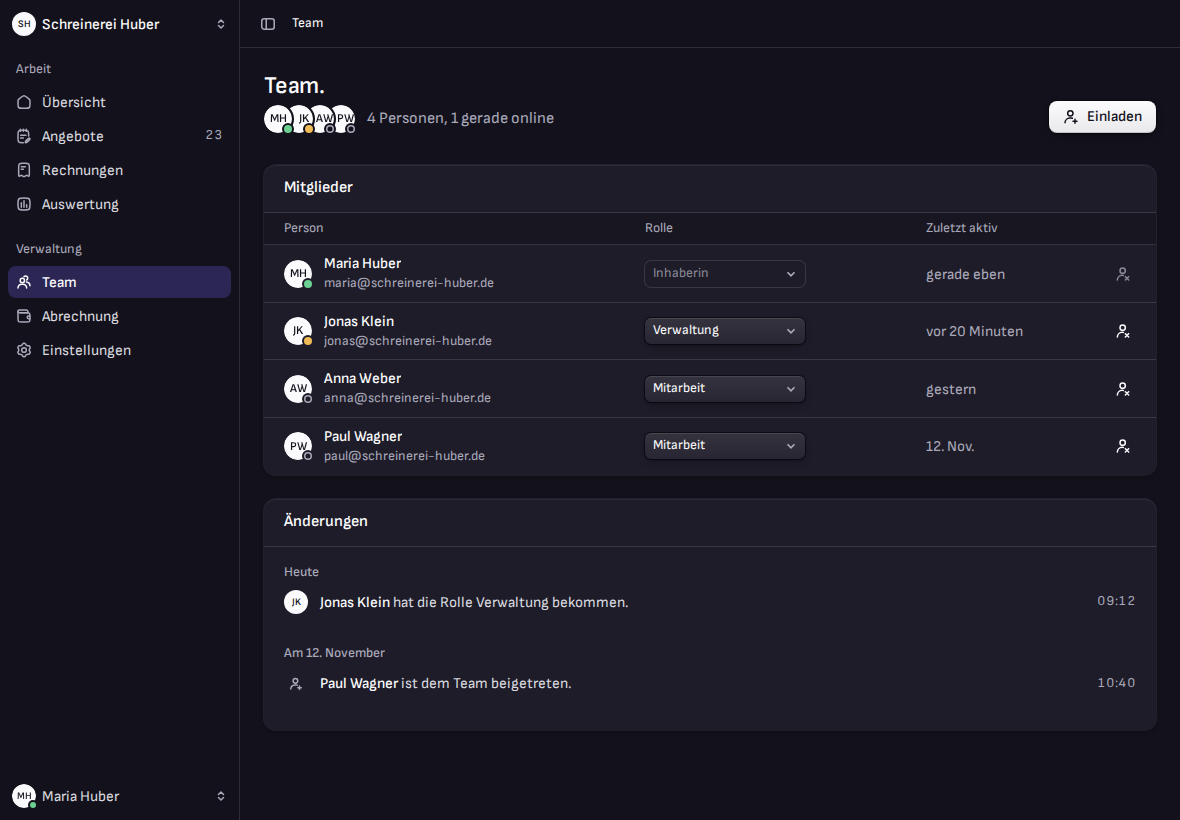 SH Schreinerei Huber
Arbeit
Übersicht
Angebote 23
Rechnungen
Auswertung
Verwaltung
Team
Abrechnung
Einstellungen
MH Maria Huber
Team
Team.
MH JK AW PW 4 Personen, 1 gerade online
Einladen
Mitglieder
Person Rolle Zuletzt aktiv
MH Maria Huber
maria@schreinerei-huber.de
Inhaberin
gerade eben
JK Jonas Klein
jonas@schreinerei-huber.de
Verwaltung
vor 20 Minuten
AW Anna Weber
anna@schreinerei-huber.de
Mitarbeit
gestern
PW Paul Wagner
paul@schreinerei-huber.de
Mitarbeit
12. Nov.
Änderungen
Heute
JK Jonas Klein hat die Rolle Verwaltung bekommen. 09:12
Am 12. November
Paul Wagner ist dem Team beigetreten. 10:40